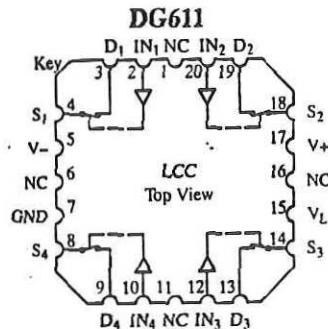 DG611
D1 IN1 NC IN2 D2
Key 3 2 1 20 19
S1 4 18 S2
V− 5 17 V+
NC 6 LCC 16 NC
Top View
GND 7 15 VL
S4 8 14 S3
9 10 11 12 13
D4 IN4 NC IN3 D3